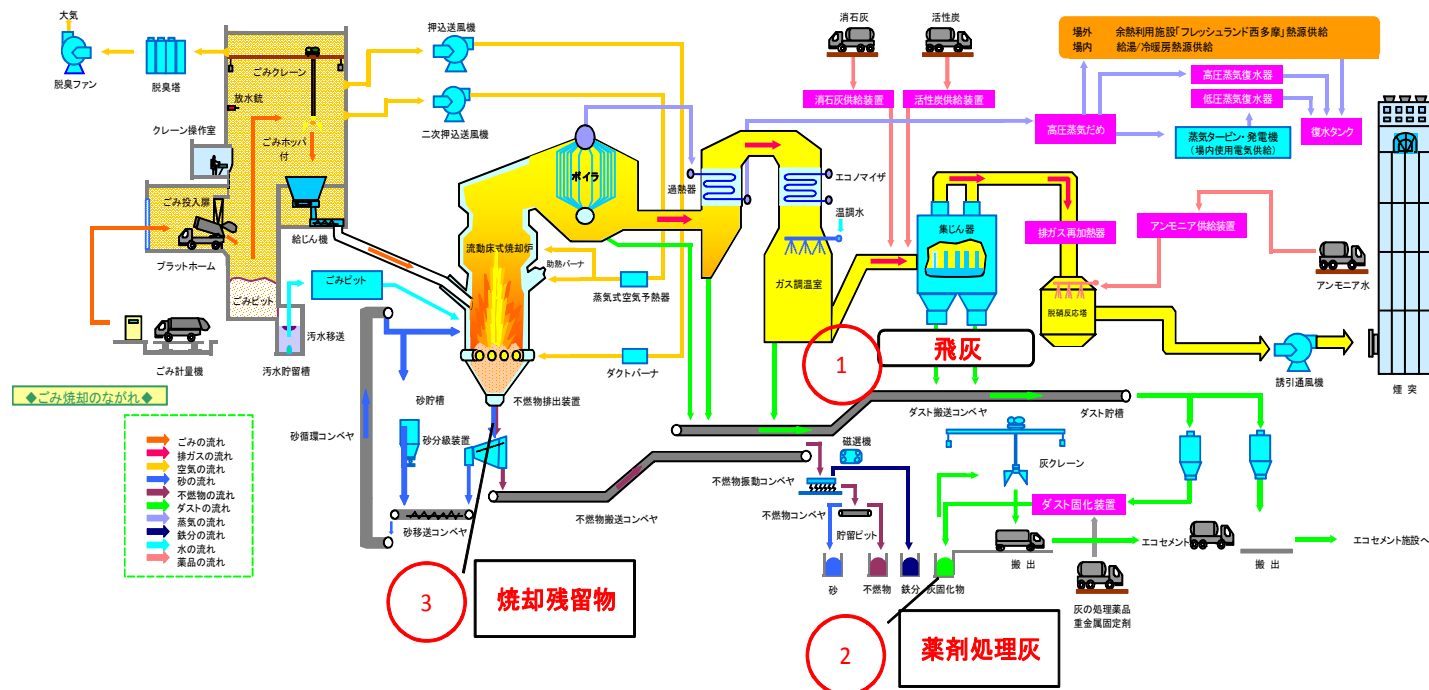 大気
脱臭ファン
脱臭塔
ごみクレーン
放水銃
クレーン操作室
ごみホッパ
付
ごみ投入扉
プラットホーム
給じん機
ごみピット
ごみ計量機
汚水移送
汚水貯留槽
ごみピット
押込送風機
二次押込送風機
ボイラ
流動床式焼却炉
助熱バーナ
蒸気式空気予熱器
ダクトバーナ
不燃物排出装置
過熱器
エコノマイザ
温調水
ガス調温室
消石灰
活性炭
消石灰供給装置
活性炭供給装置
集じん器
場外 余熱利用施設「フレッシュランド西多摩」熱源供給
場内 給湯/冷暖房熱源供給
高圧蒸気だめ
高圧蒸気復水器
低圧蒸気復水器
蒸気タービン・発電機
(場内使用電気供給)
復水タンク
排ガス再加熱器
アンモニア供給装置
アンモニア水
脱硝反応塔
誘引通風機
煙突
1
飛灰
◆ごみ焼却のながれ◆
ごみの流れ
排ガスの流れ
空気の流れ
砂の流れ
不燃物の流れ
ダストの流れ
蒸気の流れ
鉄分の流れ
水の流れ
薬品の流れ
砂循環コンベヤ
砂貯槽
砂分級装置
砂移送コンベヤ
不燃物搬送コンベヤ
ダスト搬送コンベヤ
ダスト貯槽
磁選機
不燃物振動コンベヤ
不燃物コンベヤ
貯留ピット
砂
不燃物
鉄分
灰固化物
灰クレーン
ダスト固化装置
搬出
エコセメント
搬出
エコセメント施設へ
灰の処理薬品
重金属固定剤
3
焼却残留物
2
薬剤処理灰